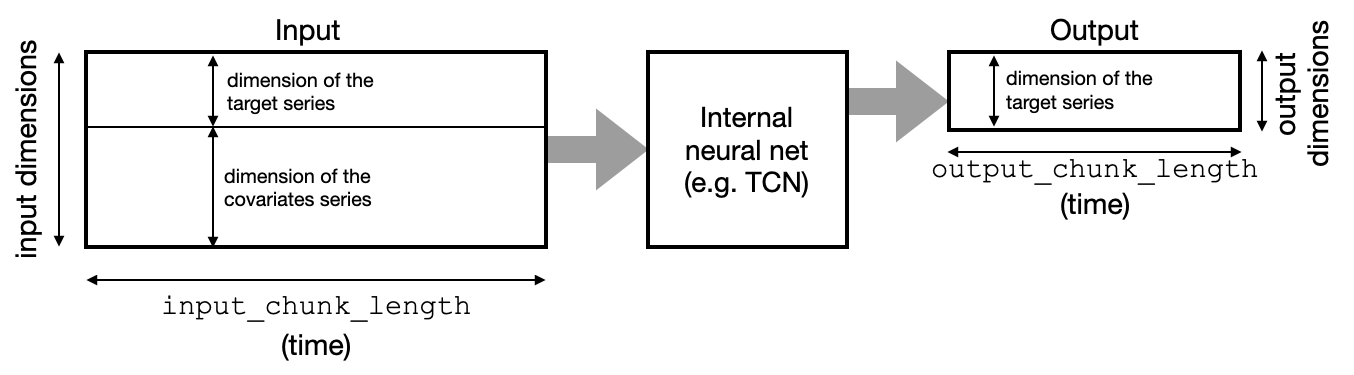 Input
input dimensions
dimension of the
target series
dimension of the
covariates series
input_chunk_length
(time)
Internal
neural net
(e.g. TCN)
Output
dimension of the
target series
output
dimensions
output_chunk_length
(time)